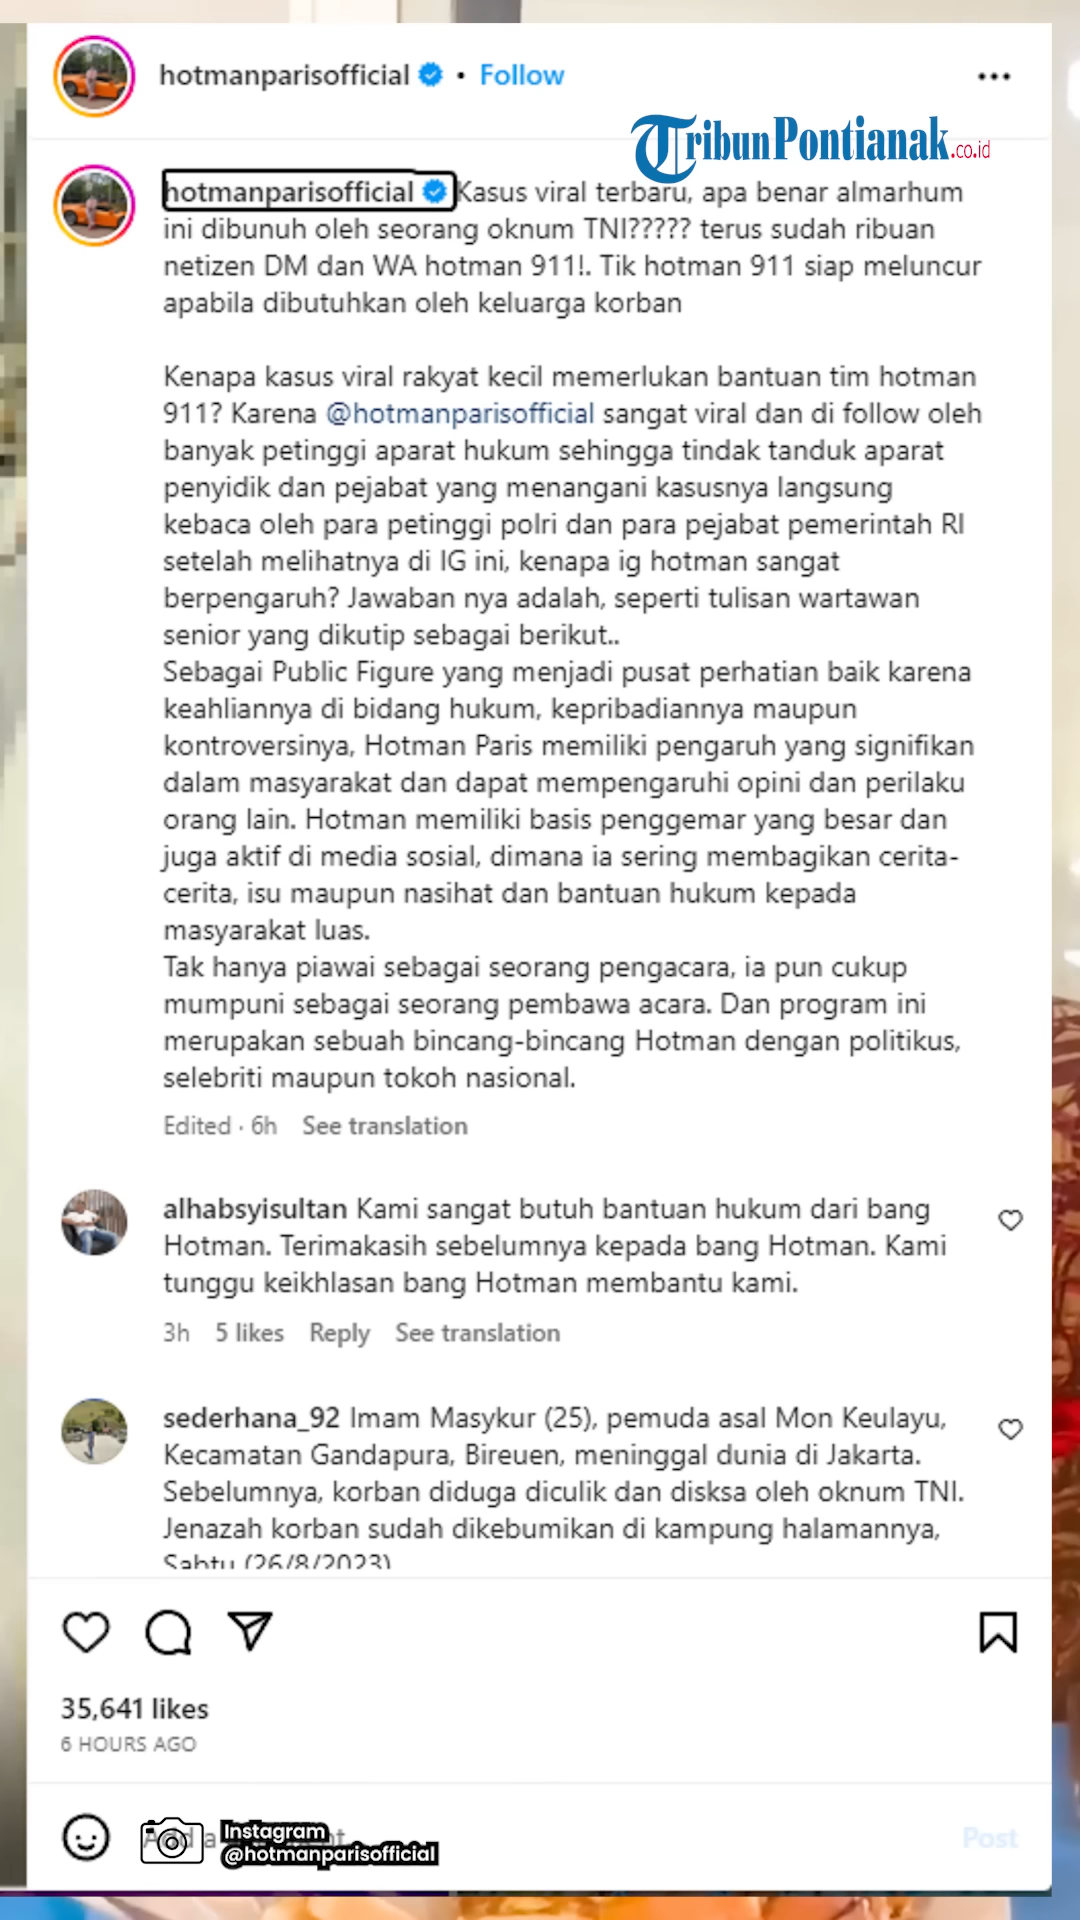 hotmanparisofficial • Follow
TribunPontianak.co.id
hotmanparisofficial Kasus viral terbaru, apa benar almarhum
ini dibunuh oleh seorang oknum TNI????? terus sudah ribuan
netizen DM dan WA hotman 911!. Tik hotman 911 siap meluncur
apabila dibutuhkan oleh keluarga korban
Kenapa kasus viral rakyat kecil memerlukan bantuan tim hotman
911? Karena @hotmanparisofficial sangat viral dan di follow oleh
banyak petinggi aparat hukum sehingga tindak tanduk aparat
penyidik dan pejabat yang menangani kasusnya langsung
kebaca oleh para petinggi polri dan para pejabat pemerintah RI
setelah melihatnya di IG ini, kenapa ig hotman sangat
berpengaruh? Jawaban nya adalah, seperti tulisan wartawan
senior yang dikutip sebagai berikut..
Sebagai Public Figure yang menjadi pusat perhatian baik karena
keahliannya di bidang hukum, kepribadiannya maupun
kontroversinya, Hotman Paris memiliki pengaruh yang signifikan
dalam masyarakat dan dapat mempengaruhi opini dan perilaku
orang lain. Hotman memiliki basis penggemar yang besar dan
juga aktif di media sosial, dimana ia sering membagikan cerita-
cerita, isu maupun nasihat dan bantuan hukum kepada
masyarakat luas.
Tak hanya piawai sebagai seorang pengacara, ia pun cukup
mumpuni sebagai seorang pembawa acara. Dan program ini
merupakan sebuah bincang-bincang Hotman dengan politikus,
selebriti maupun tokoh nasional.
Edited · 6h See translation
alhabsyisultan Kami sangat butuh bantuan hukum dari bang
Hotman. Terimakasih sebelumnya kepada bang Hotman. Kami
tunggu keikhlasan bang Hotman membantu kami.
3h 5 likes Reply See translation
sederhana_92 Imam Masykur (25), pemuda asal Mon Keulayu,
Kecamatan Gandapura, Bireuen, meninggal dunia di Jakarta.
Sebelumnya, korban diduga diculik dan disksa oleh oknum TNI.
Jenazah korban sudah dikebumikan di kampung halamannya,
Sabtu (26/8/2023)
35,641 likes
6 HOURS AGO
Instagram
@hotmanparisofficial
Post